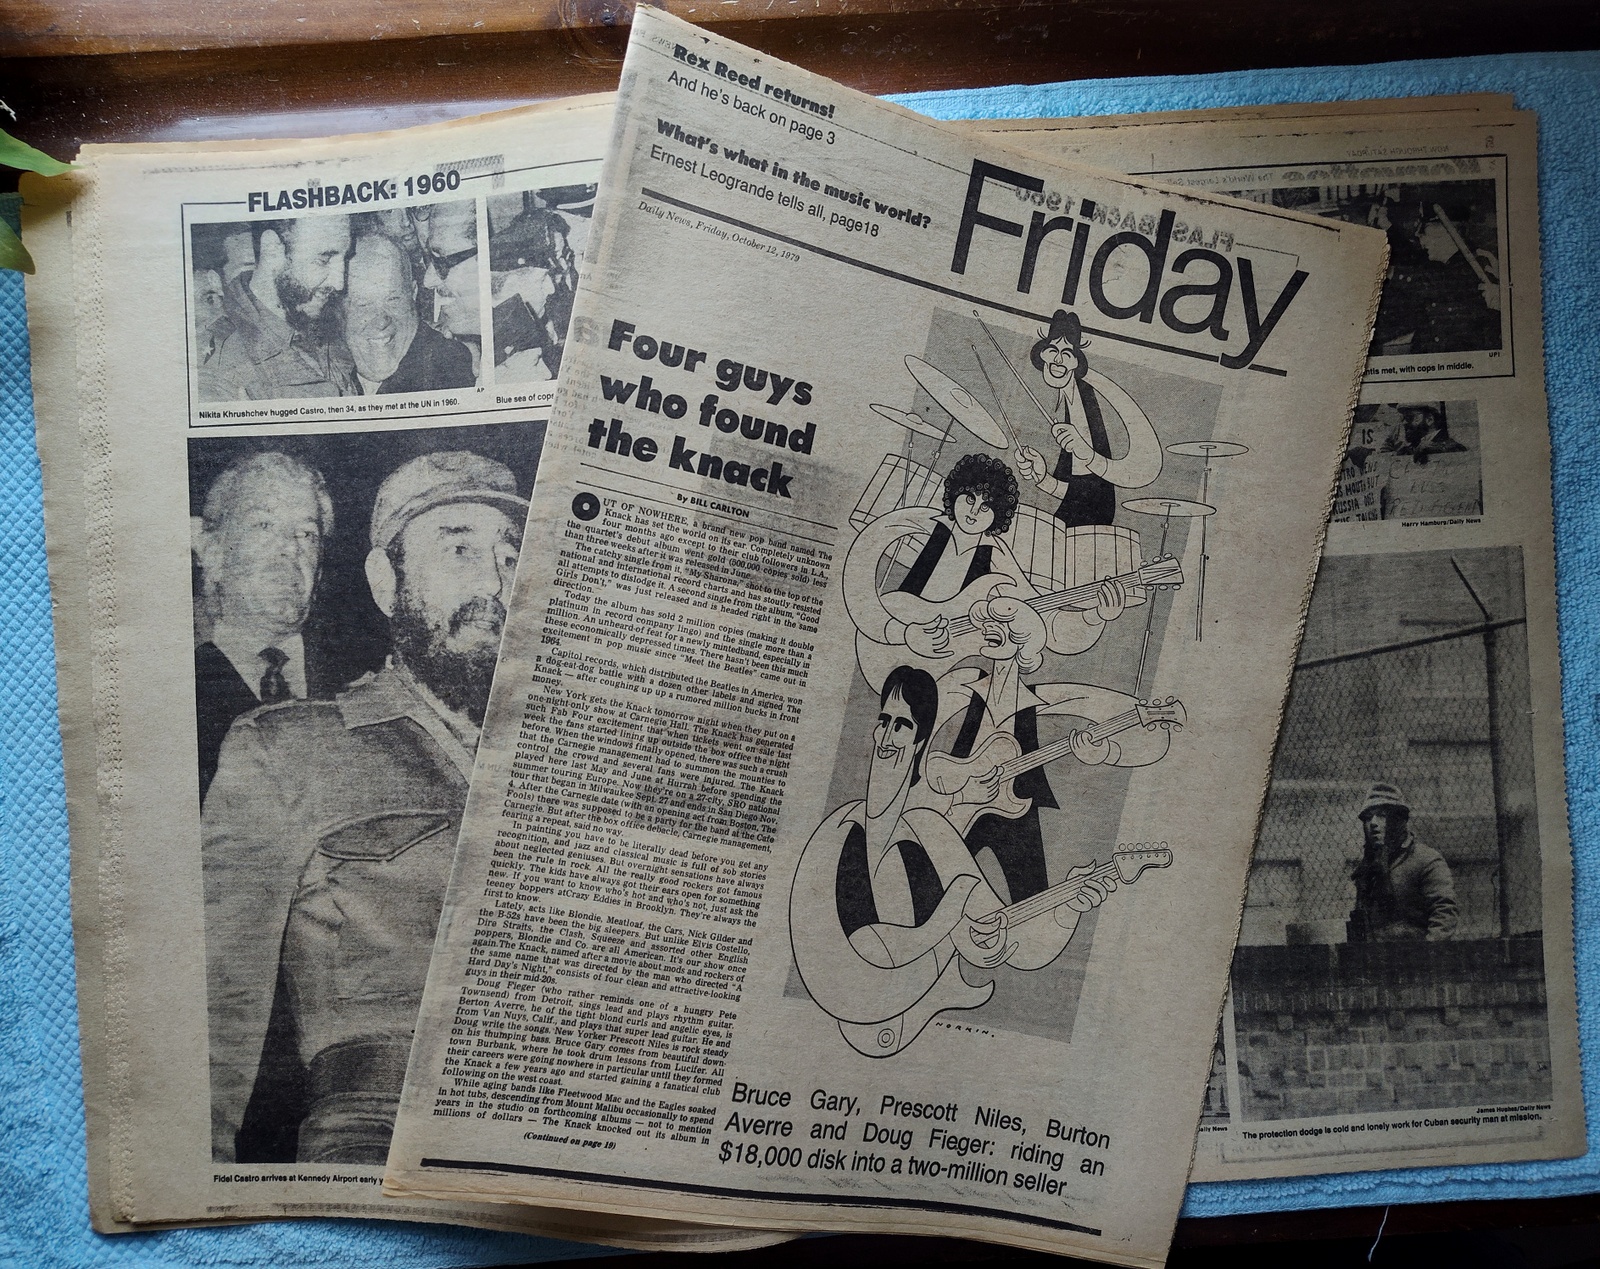 FLASHBACK: 1960
AP
Nikita Khrushchev hugged Castro, then 34, as they met at the UN in 1960.
Blue sea of cops
Fidel Castro arrives at Kennedy Airport early
Rex Reed returns!
And he's back on page 3
What's what in the music world?
Ernest Leogrande tells all, page18
Friday
Daily News, Friday, October 12, 1979
Four guys
who found
the knack
By BILL CARLTON
OUT OF NOWHERE, a brand new pop band named The
Knack has set the world on its ear. Completely unknown
four months ago except to their club followers in L.A.,
the quartet's debut album went gold (500,000 copies sold) less
than three weeks after it was released in June.
The catchy single from it, "My Sharona," shot to the top of the
national and international record charts and has stoutly resisted
all attempts to dislodge it. A second single from the album, "Good
Girls Don't," was just released and is headed right in the same
direction.
Today the album has sold 2 million copies (making it double
platinum in record company lingo) and the single more than a
million. An unheard-of feat for a newly mintedband, especially in
these economically depressed times. There hasn't been this much
excitement in pop music since "Meet the Beatles" came out in
1964.
Capitol records, which distributed the Beatles in America, won
a dog-eat-dog battle with a dozen other labels and signed The
Knack — after coughing up up a rumored million bucks in front
money.
New York gets the Knack tomorrow night when they put on a
one-night-only show at Carnegie Hall. The Knack has generated
such Fab Four excitement that when tickets went on sale last
week the fans started lining up outside the box office the night
before. When the windows finally opened, there was such a crush
that the Carnegie management had to summon the mounties to
control the crowd and several fans were injured. The Knack
played here last May and June at Hurrah before spending the
summer touring Europe. Now they're on a 27-city, SRO national
tour that began in Milwaukee Sept. 27 and ends in San Diego Nov.
4. After the Carnegie date (with an opening act from Boston, The
Fools) there was supposed to be a party for the band at the Cafe
Carnegie. But after the box office debacle, Carnegie management,
fearing a repeat, said no way.
In painting you have to be literally dead before you get any
recognition, and jazz and classical music is full of sob stories
about neglected geniuses. But overnight sensations have always
been the rule in rock. All the really good rockers got famous
quickly. The kids have always got their ears open for something
new. If you want to know who's hot and who's not, just ask the
teeney boppers atCrazy Eddies in Brooklyn. They're always the
first to know.
Lately, acts like Blondie, Meatloaf, the Cars, Nick Gilder and
the B-52s have been the big sleepers. But unlike Elvis Costello,
Dire Straits, the Clash, Squeeze and assorted other English
poppers, Blondie and Co. are all American. It's our show once
again.The Knack, named after a movie about mods and rockers of
the same name that was directed by the man who directed "A
Hard Day's Night," consists of four clean and attractive-looking
guys in their mid-20s.
Doug Fieger (who rather reminds one of a hungry Pete
Townsend) from Detroit, sings lead and plays rhythm guitar.
Berton Averre, he of the tight blond curls and angelic eyes, is
from Van Nuys, Calif., and plays that super lead guitar. He and
Doug write the songs. New Yorker Prescott Niles is rock steady
on his thumping bass. Bruce Gary comes from beautiful down-
town Burbank, where he took drum lessons from Lucifer. All
their careers were going nowhere in particular until they formed
the Knack a few years ago and started gaining a fanatical club
following on the west coast.
While aging bands like Fleetwood Mac and the Eagles soaked
in hot tubs, descending from Mount Malibu occasionally to spend
years in the studio on forthcoming albums — not to mention
millions of dollars — The Knack knocked out its album in
(Continued on page 19)
NORKIN.
Bruce Gary, Prescott Niles, Burton
Averre and Doug Fieger: riding an
$18,000 disk into a two-million seller
UPI
met, with cops in middle.
IS
Harry Hamburg/Daily News
Daily News
James Hughes/Daily News
The protection dodge is cold and lonely work for Cuban security man at mission.